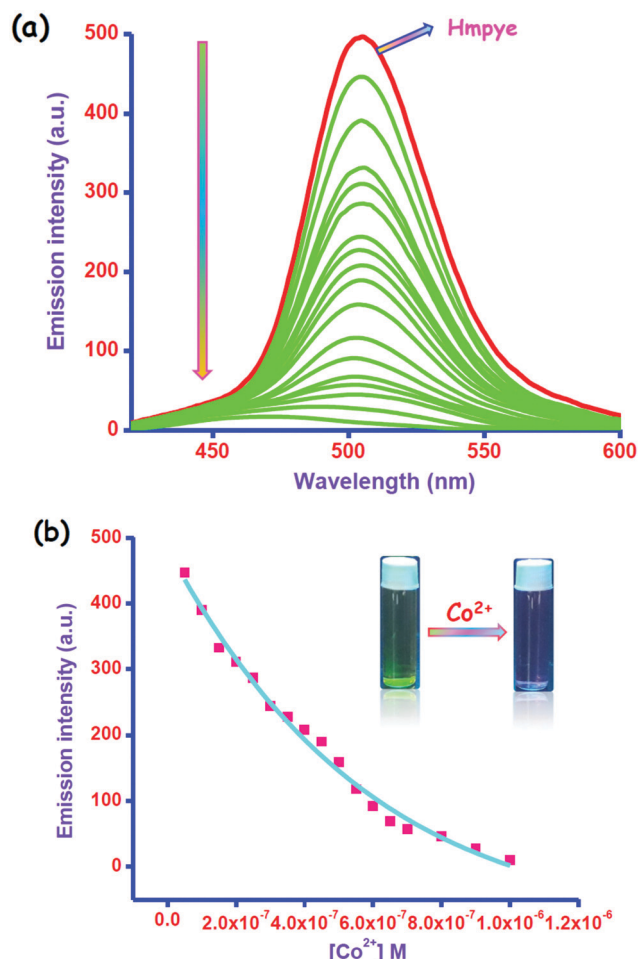 (a)
Hmpye
500
400
300
200
100
0
Emission intensity (a.u.)
450 500 550 600
Wavelength (nm)
(b)
500
400
300
200
100
0
Emission intensity (a.u.)
Co²⁺
0.0 2.0x10⁻⁷ 4.0x10⁻⁷ 6.0x10⁻⁷ 8.0x10⁻⁷ 1.0x10⁻⁶ 1.2x10⁻⁶
[Co²⁺] M